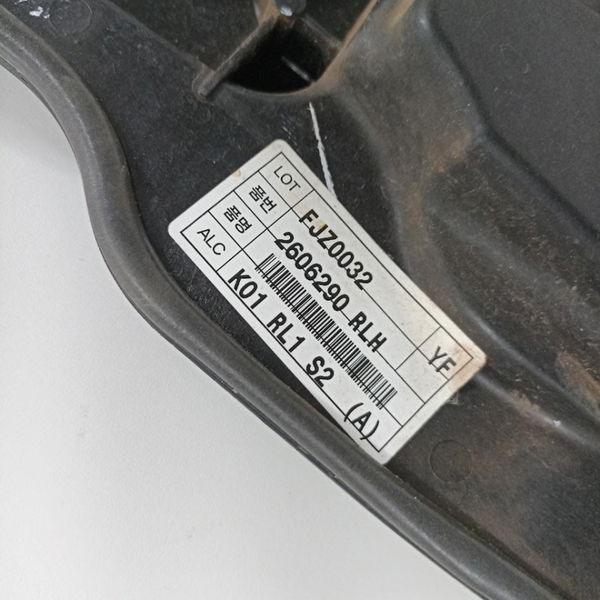 LOT FJZ0032
품번 2606290 RLH YF
품명
ALC K01 RL1 S2 (A)